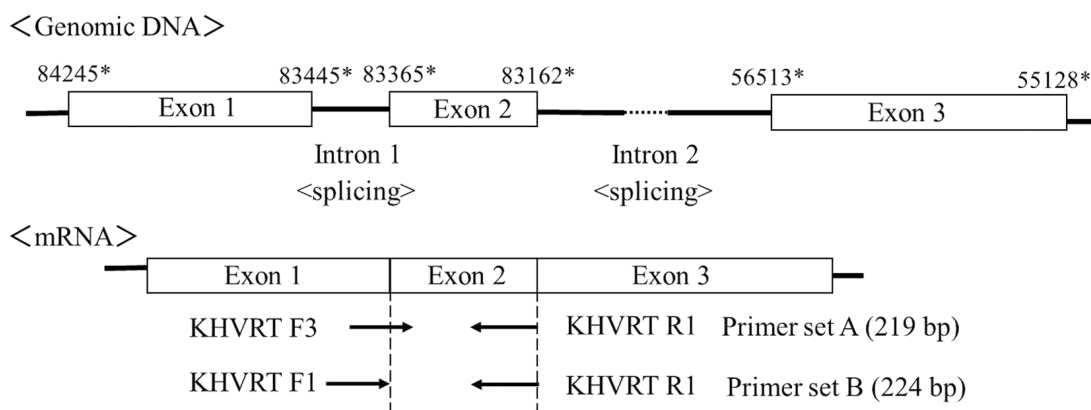 <Genomic DNA>
84245* 83445* 83365* 83162* 56513* 55128*
Exon 1 Exon 2 Exon 3
Intron 1 Intron 2
<splicing> <splicing>
<mRNA>
Exon 1 Exon 2 Exon 3
KHVRT F3 KHVRT R1 Primer set A (219 bp)
KHVRT F1 KHVRT R1 Primer set B (224 bp)